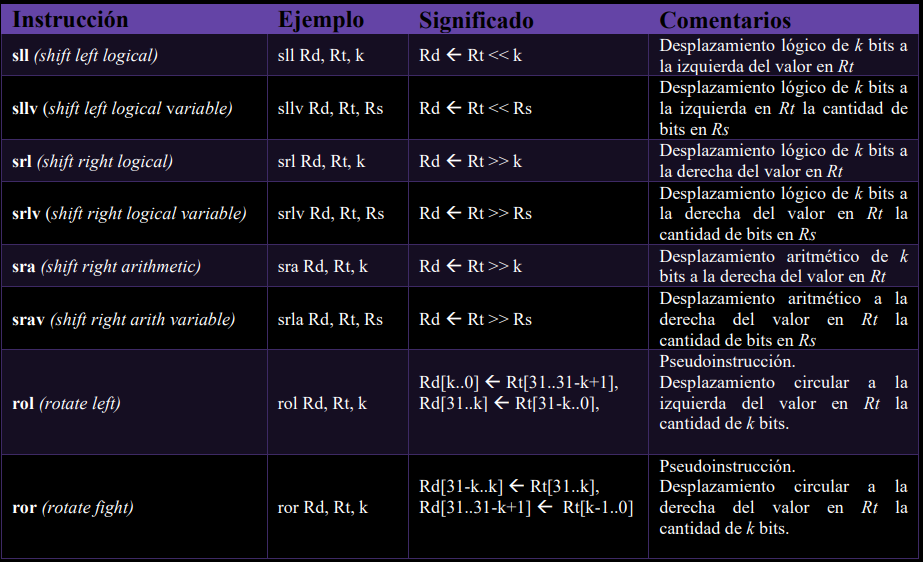 Instrucción Ejemplo Significado Comentarios
sll (shift left logical) sll Rd, Rt, k Rd ← Rt << k Desplazamiento lógico de k bits a
la izquierda del valor en Rt
sllv (shift left logical variable) sllv Rd, Rt, Rs Rd ← Rt << Rs Desplazamiento lógico de k bits a
la izquierda en Rt la cantidad de
bits en Rs
srl (shift right logical) srl Rd, Rt, k Rd ← Rt >> k Desplazamiento lógico de k bits a
la derecha del valor en Rt
srlv (shift right logical variable) srlv Rd, Rt, Rs Rd ← Rt >> Rs Desplazamiento lógico de k bits a
la derecha del valor en Rt la
cantidad de bits en Rs
sra (shift right arithmetic) sra Rd, Rt, k Rd ← Rt >> k Desplazamiento aritmético de k
bits a la derecha del valor en Rt
srav (shift right arith variable) srla Rd, Rt, Rs Rd ← Rt >> Rs Desplazamiento aritmético a la
derecha del valor en Rt la
cantidad de bits en Rs
rol (rotate left) rol Rd, Rt, k Rd[k..0] ← Rt[31..31-k+1],
Rd[31..k] ← Rt[31-k..0],
Pseudoinstrucción.
Desplazamiento circular a la
izquierda del valor en Rt la
cantidad de k bits.
ror (rotate fight) ror Rd, Rt, k Rd[31-k..k] ← Rt[31..k],
Rd[31..31-k+1] ← Rt[k-1..0]
Pseudoinstrucción.
Desplazamiento circular a la
derecha del valor en Rt la
cantidad de k bits.